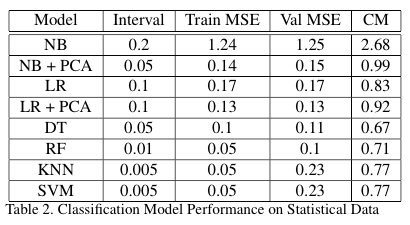 Model Interval Train MSE Val MSE CM
NB 0.2 1.24 1.25 2.68
NB + PCA 0.05 0.14 0.15 0.99
LR 0.1 0.17 0.17 0.83
LR + PCA 0.1 0.13 0.13 0.92
DT 0.05 0.1 0.11 0.67
RF 0.01 0.05 0.1 0.71
KNN 0.005 0.05 0.23 0.77
SVM 0.005 0.05 0.23 0.77
Table 2. Classification Model Performance on Statistical Data